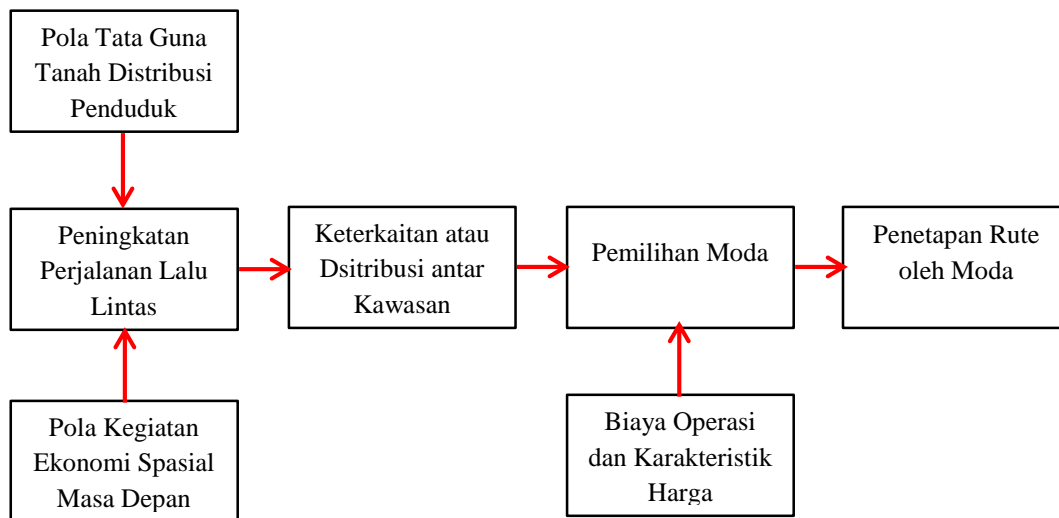 Pola Tata Guna
Tanah Distribusi
Penduduk
Peningkatan
Perjalanan Lalu
Lintas
Keterkaitan atau
Dsitribusi antar
Kawasan
Pemilihan Moda
Penetapan Rute
oleh Moda
Pola Kegiatan
Ekonomi Spasial
Masa Depan
Biaya Operasi
dan Karakteristik
Harga